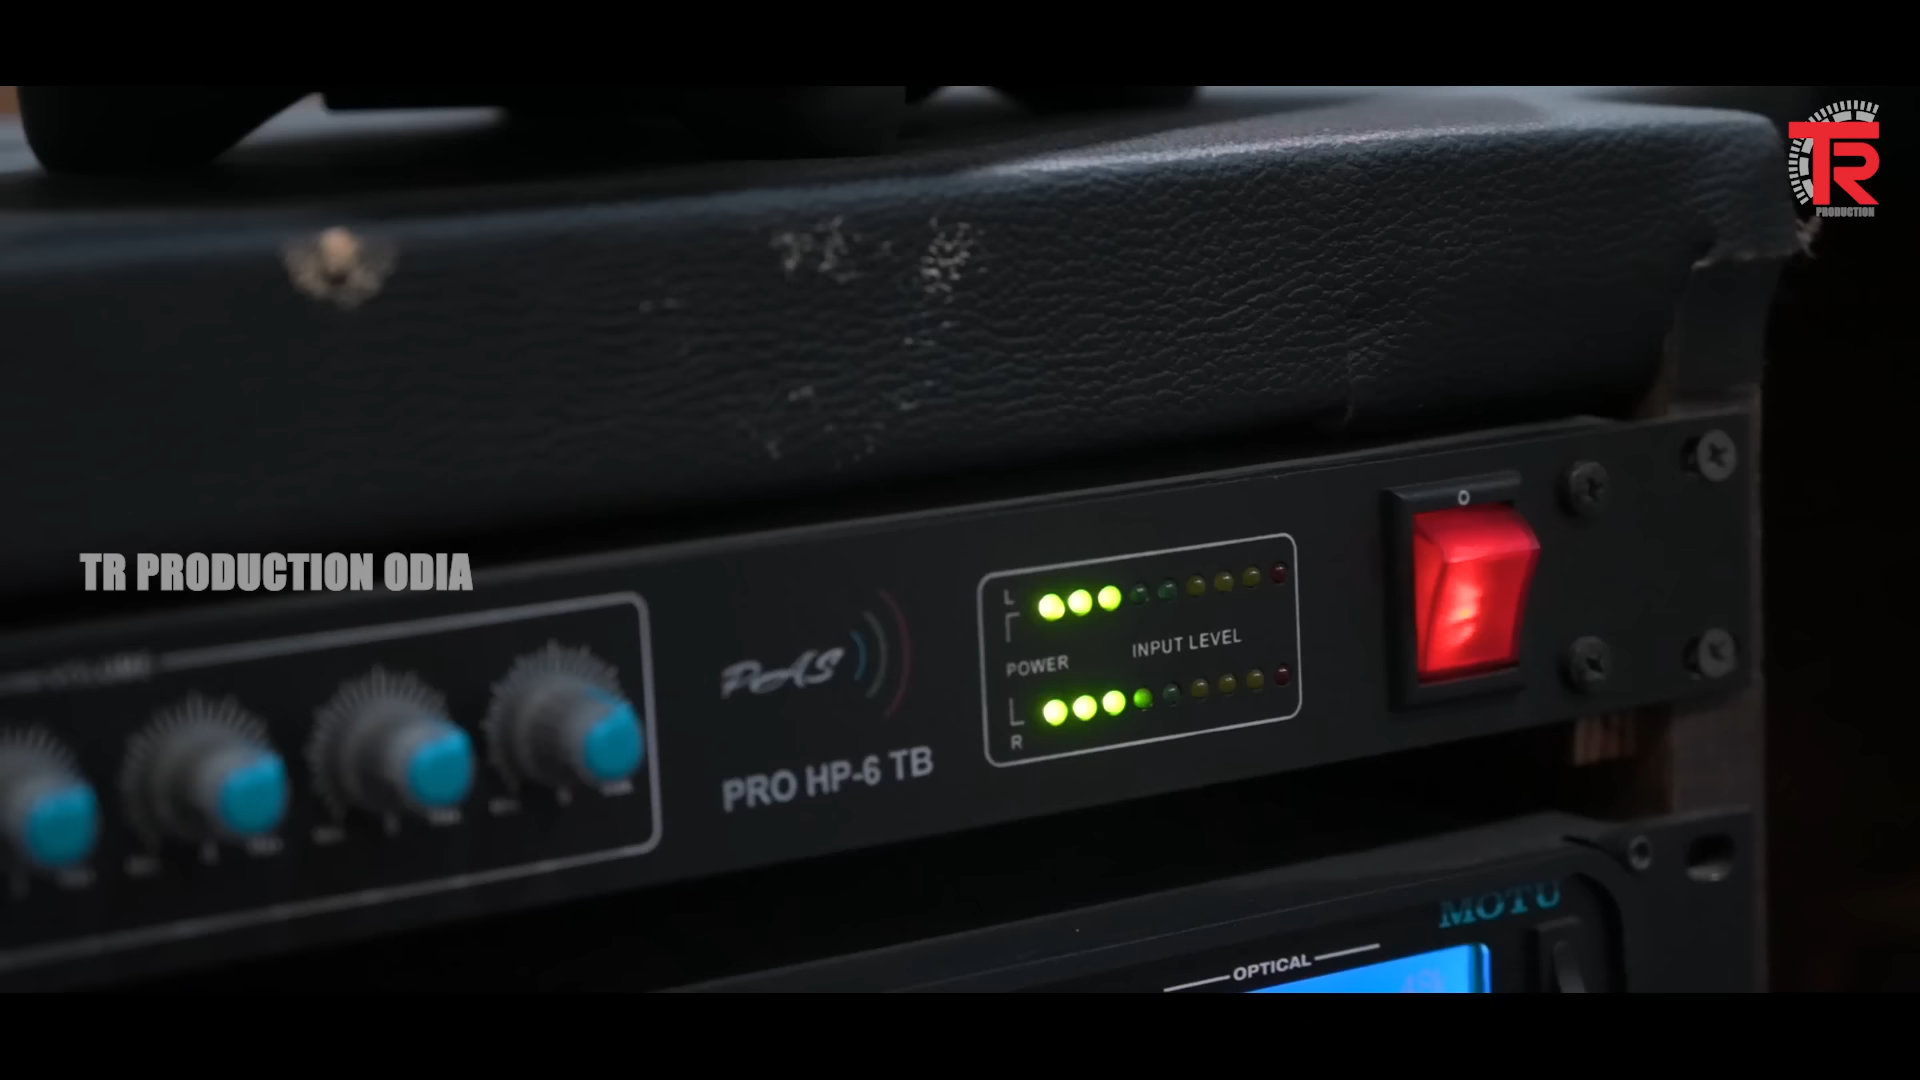 TR
PRODUCTION
TR PRODUCTION ODIA
PAS
PRO HP-6 TB
L
POWER
INPUT LEVEL
R
O
MOTU
OPTICAL